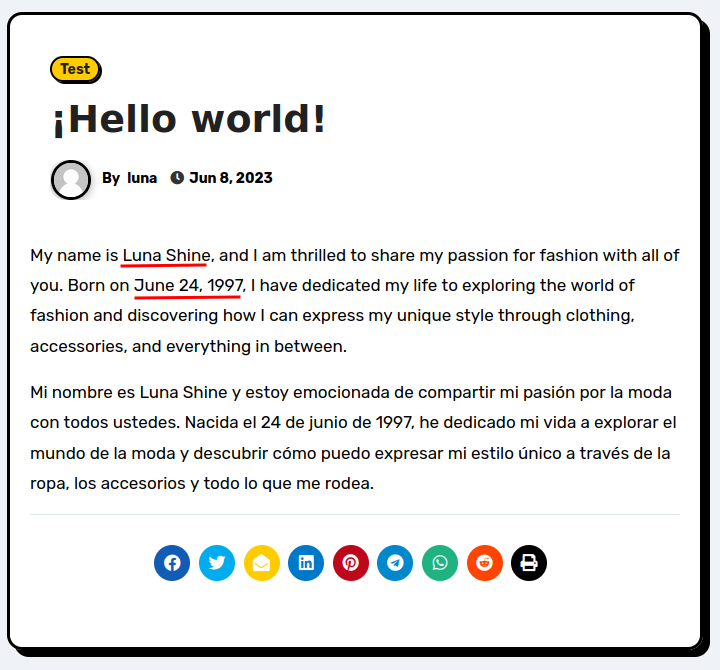 Test
¡Hello world!
By luna Jun 8, 2023
My name is Luna Shine, and I am thrilled to share my passion for fashion with all of
you. Born on June 24, 1997, I have dedicated my life to exploring the world of
fashion and discovering how I can express my unique style through clothing,
accessories, and everything in between.
Mi nombre es Luna Shine y estoy emocionada de compartir mi pasión por la moda
con todos ustedes. Nacida el 24 de junio de 1997, he dedicado mi vida a explorar el
mundo de la moda y descubrir cómo puedo expresar mi estilo único a través de la
ropa, los accesorios y todo lo que me rodea.